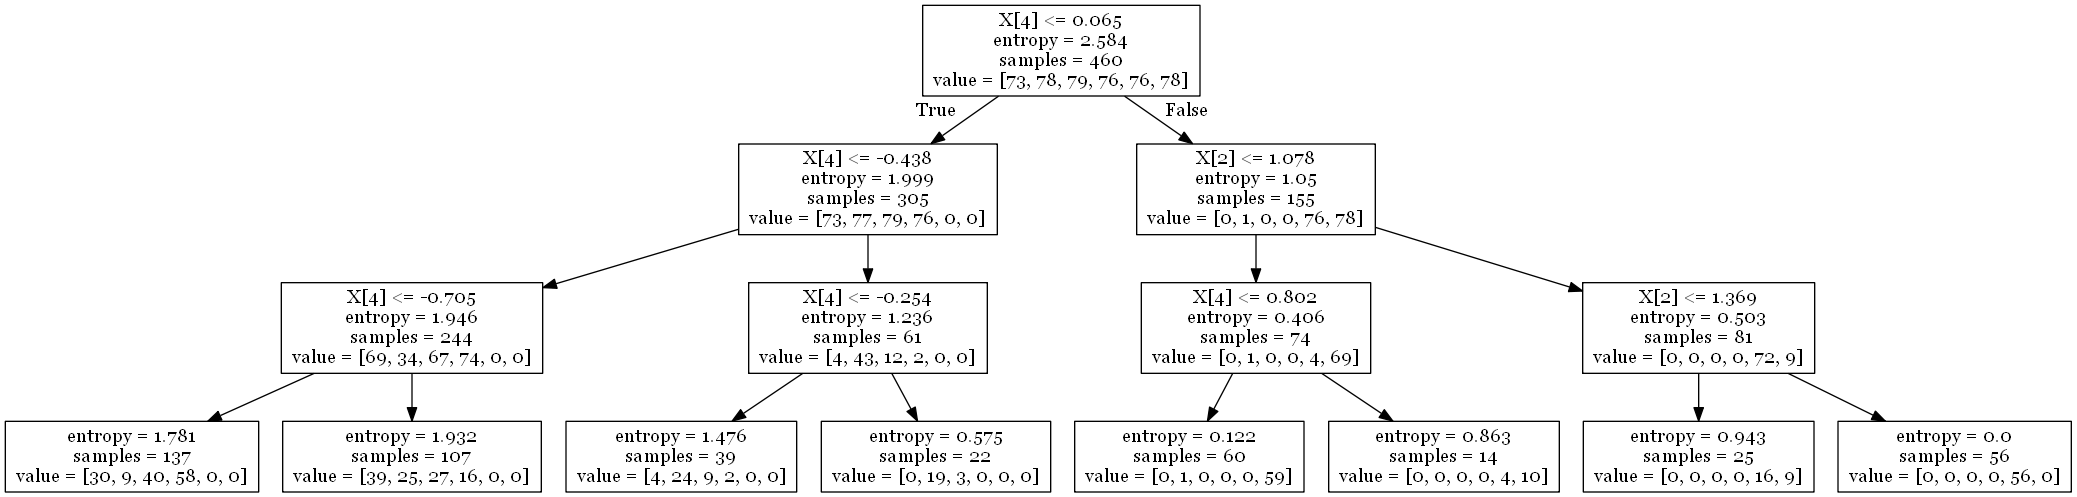 X[4] <= 0.065
entropy = 2.584
samples = 460
value = [73, 78, 79, 76, 76, 78]
True
False
X[4] <= -0.438
entropy = 1.999
samples = 305
value = [73, 77, 79, 76, 0, 0]
X[2] <= 1.078
entropy = 1.05
samples = 155
value = [0, 1, 0, 0, 76, 78]
X[4] <= -0.705
entropy = 1.946
samples = 244
value = [69, 34, 67, 74, 0, 0]
X[4] <= -0.254
entropy = 1.236
samples = 61
value = [4, 43, 12, 2, 0, 0]
X[4] <= 0.802
entropy = 0.406
samples = 74
value = [0, 1, 0, 0, 4, 69]
X[2] <= 1.369
entropy = 0.503
samples = 81
value = [0, 0, 0, 0, 72, 9]
entropy = 1.781
samples = 137
value = [30, 9, 40, 58, 0, 0]
entropy = 1.932
samples = 107
value = [39, 25, 27, 16, 0, 0]
entropy = 1.476
samples = 39
value = [4, 24, 9, 2, 0, 0]
entropy = 0.575
samples = 22
value = [0, 19, 3, 0, 0, 0]
entropy = 0.122
samples = 60
value = [0, 1, 0, 0, 0, 59]
entropy = 0.863
samples = 14
value = [0, 0, 0, 0, 4, 10]
entropy = 0.943
samples = 25
value = [0, 0, 0, 0, 16, 9]
entropy = 0.0
samples = 56
value = [0, 0, 0, 0, 56, 0]